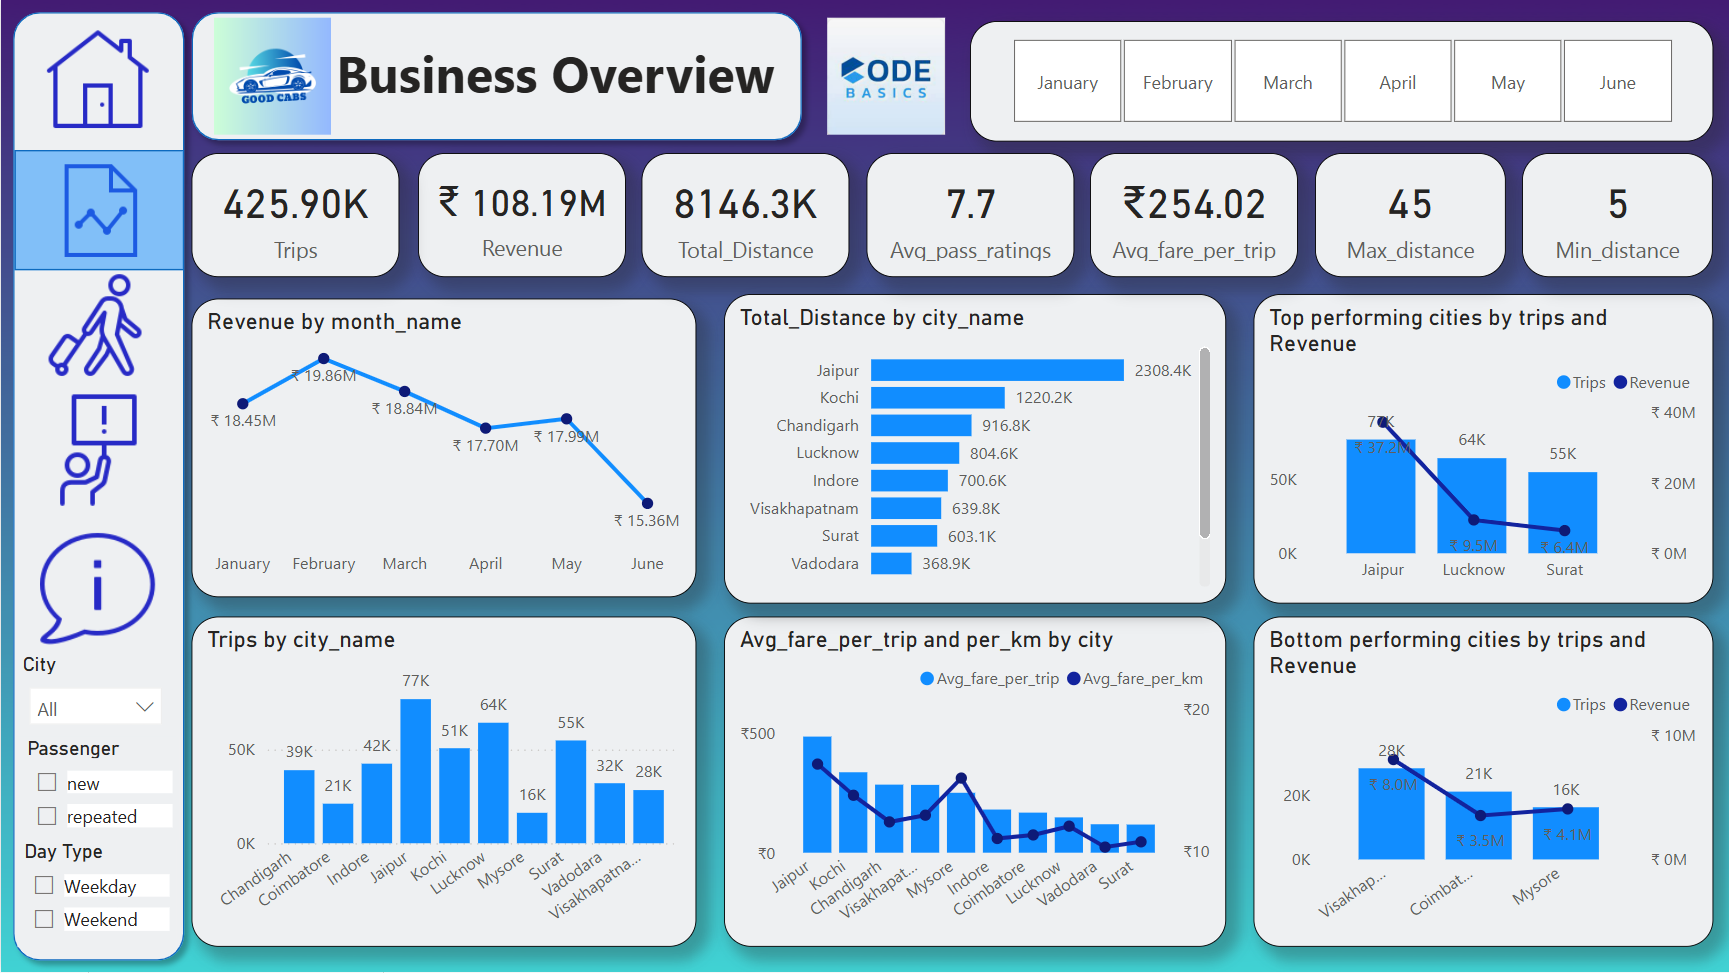 GOOD CABS
Business Overview
CODE
BASICS
January
February
March
April
May
June
425.90K
Trips
₹ 108.19M
Revenue
8146.3K
Total_Distance
7.7
Avg_pass_ratings
₹254.02
Avg_fare_per_trip
45
Max_distance
5
Min_distance
Revenue by month_name
₹ 18.45M
₹ 19.86M
₹ 18.84M
₹ 17.70M
₹ 17.99M
₹ 15.36M
January
February
March
April
May
June
Total_Distance by city_name
Jaipur 2308.4K
Kochi 1220.2K
Chandigarh 916.8K
Lucknow 804.6K
Indore 700.6K
Visakhapatnam 639.8K
Surat 603.1K
Vadodara 368.9K
Top performing cities by trips and
Revenue
Trips Revenue
₹ 40M
₹ 20M
₹ 0M
50K
0K
77K
64K
55K
₹ 37.2M
₹ 9.5M
₹ 6.4M
Jaipur
Lucknow
Surat
City
All
Passenger
new
repeated
Day Type
Weekday
Weekend
Trips by city_name
50K
0K
39K
21K
42K
77K
51K
64K
16K
55K
32K
28K
Chandigarh
Coimbatore
Indore
Jaipur
Kochi
Lucknow
Mysore
Surat
Vadodara
Visakhapatna...
Avg_fare_per_trip and per_km by city
Avg_fare_per_trip Avg_fare_per_km
₹500
₹0
₹20
₹10
Jaipur
Kochi
Chandigarh
Visakhapat...
Mysore
Indore
Coimbatore
Lucknow
Vadodara
Surat
Bottom performing cities by trips and
Revenue
Trips Revenue
₹ 10M
₹ 0M
20K
0K
28K
21K
16K
₹ 8.0M
₹ 3.5M
₹ 4.1M
Visakhap...
Coimbat...
Mysore